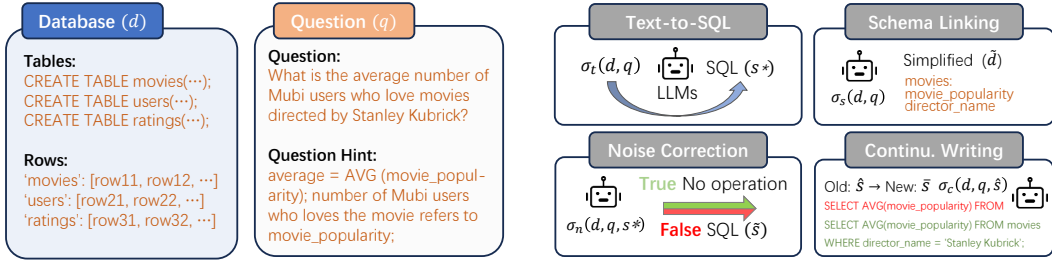 Database (d)
Tables:
CREATE TABLE movies(⋯);
CREATE TABLE users(⋯);
CREATE TABLE ratings(⋯);
Rows:
'movies': [row11, row12, ⋯]
'users': [row21, row22, ⋯]
'ratings': [row31, row32, ⋯]
Question (q)
Question:
What is the average number of
Mubi users who love movies
directed by Stanley Kubrick?
Question Hint:
average = AVG (movie_popul-
arity); number of Mubi users
who loves the movie refers to
movie_popularity;
Text-to-SQL
σₜ(d, q)
SQL (s*)
LLMs
Schema Linking
Simplified (d̃)
movies:
movie_popularity
director_name
σₛ(d, q)
Noise Correction
True No operation
σₙ(d, q, s*)
False SQL (s̄)
Continu. Writing
Old: ŝ → New: s̄ σ_c(d, q, ŝ)
SELECT AVG(movie_popularity) FROM
SELECT AVG(movie_popularity) FROM movies
WHERE director_name = 'Stanley Kubrick';